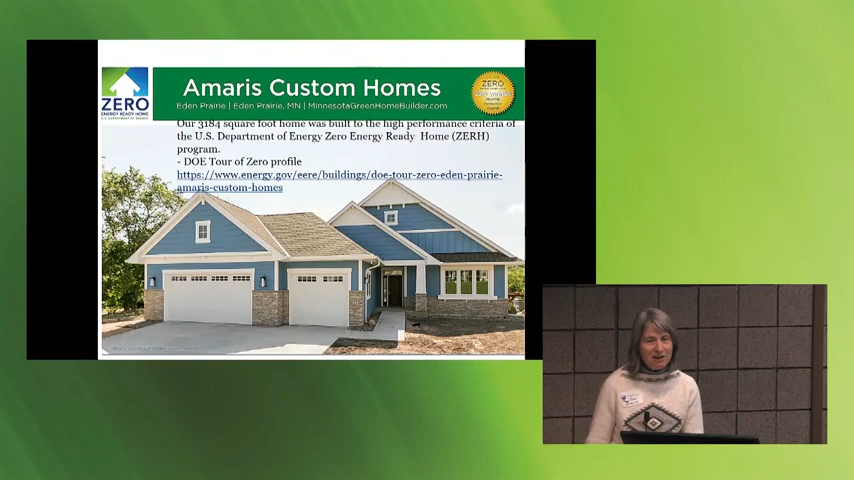 Amaris Custom Homes
Eden Prairie | Eden Prairie, MN | MinnesotaGreenHomeBuilder.com
ZERO
ENERGY READY HOME
U.S. DEPARTMENT OF ENERGY
ZERO
Our 3184 square foot home was built to the high performance criteria of
the U.S. Department of Energy Zero Energy Ready Home (ZERH)
program.
- DOE Tour of Zero profile
https://www.energy.gov/eere/buildings/doe-tour-zero-eden-prairie-
amaris-custom-homes